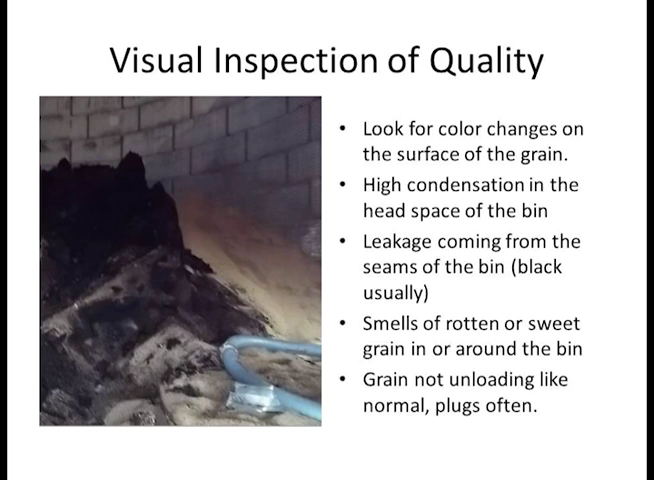 Visual Inspection of Quality
• Look for color changes on
the surface of the grain.
• High condensation in the
head space of the bin
• Leakage coming from the
seams of the bin (black
usually)
• Smells of rotten or sweet
grain in or around the bin
• Grain not unloading like
normal, plugs often.